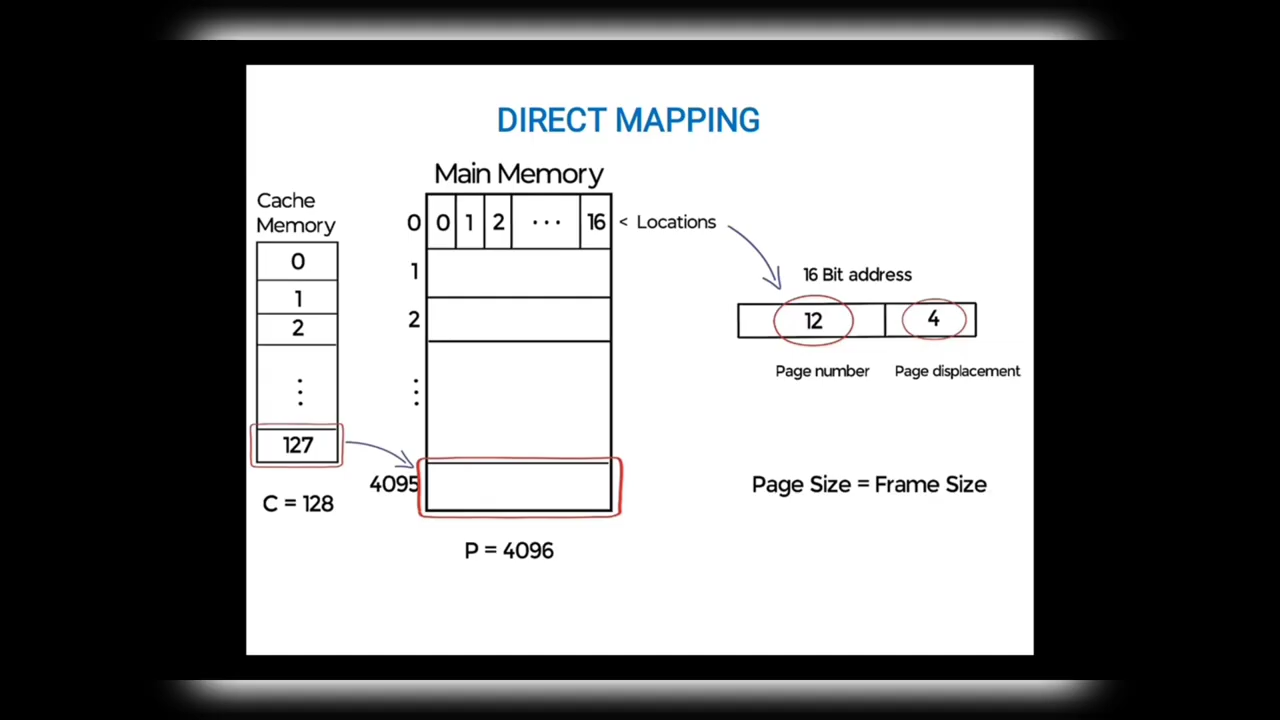 DIRECT MAPPING
Main Memory
Cache
Memory
0
1
2
⋮
127
C = 128
0 0 1 2 ... 16 < Locations
1
2
⋮
4095
P = 4096
16 Bit address
12 4
Page number Page displacement
Page Size = Frame Size